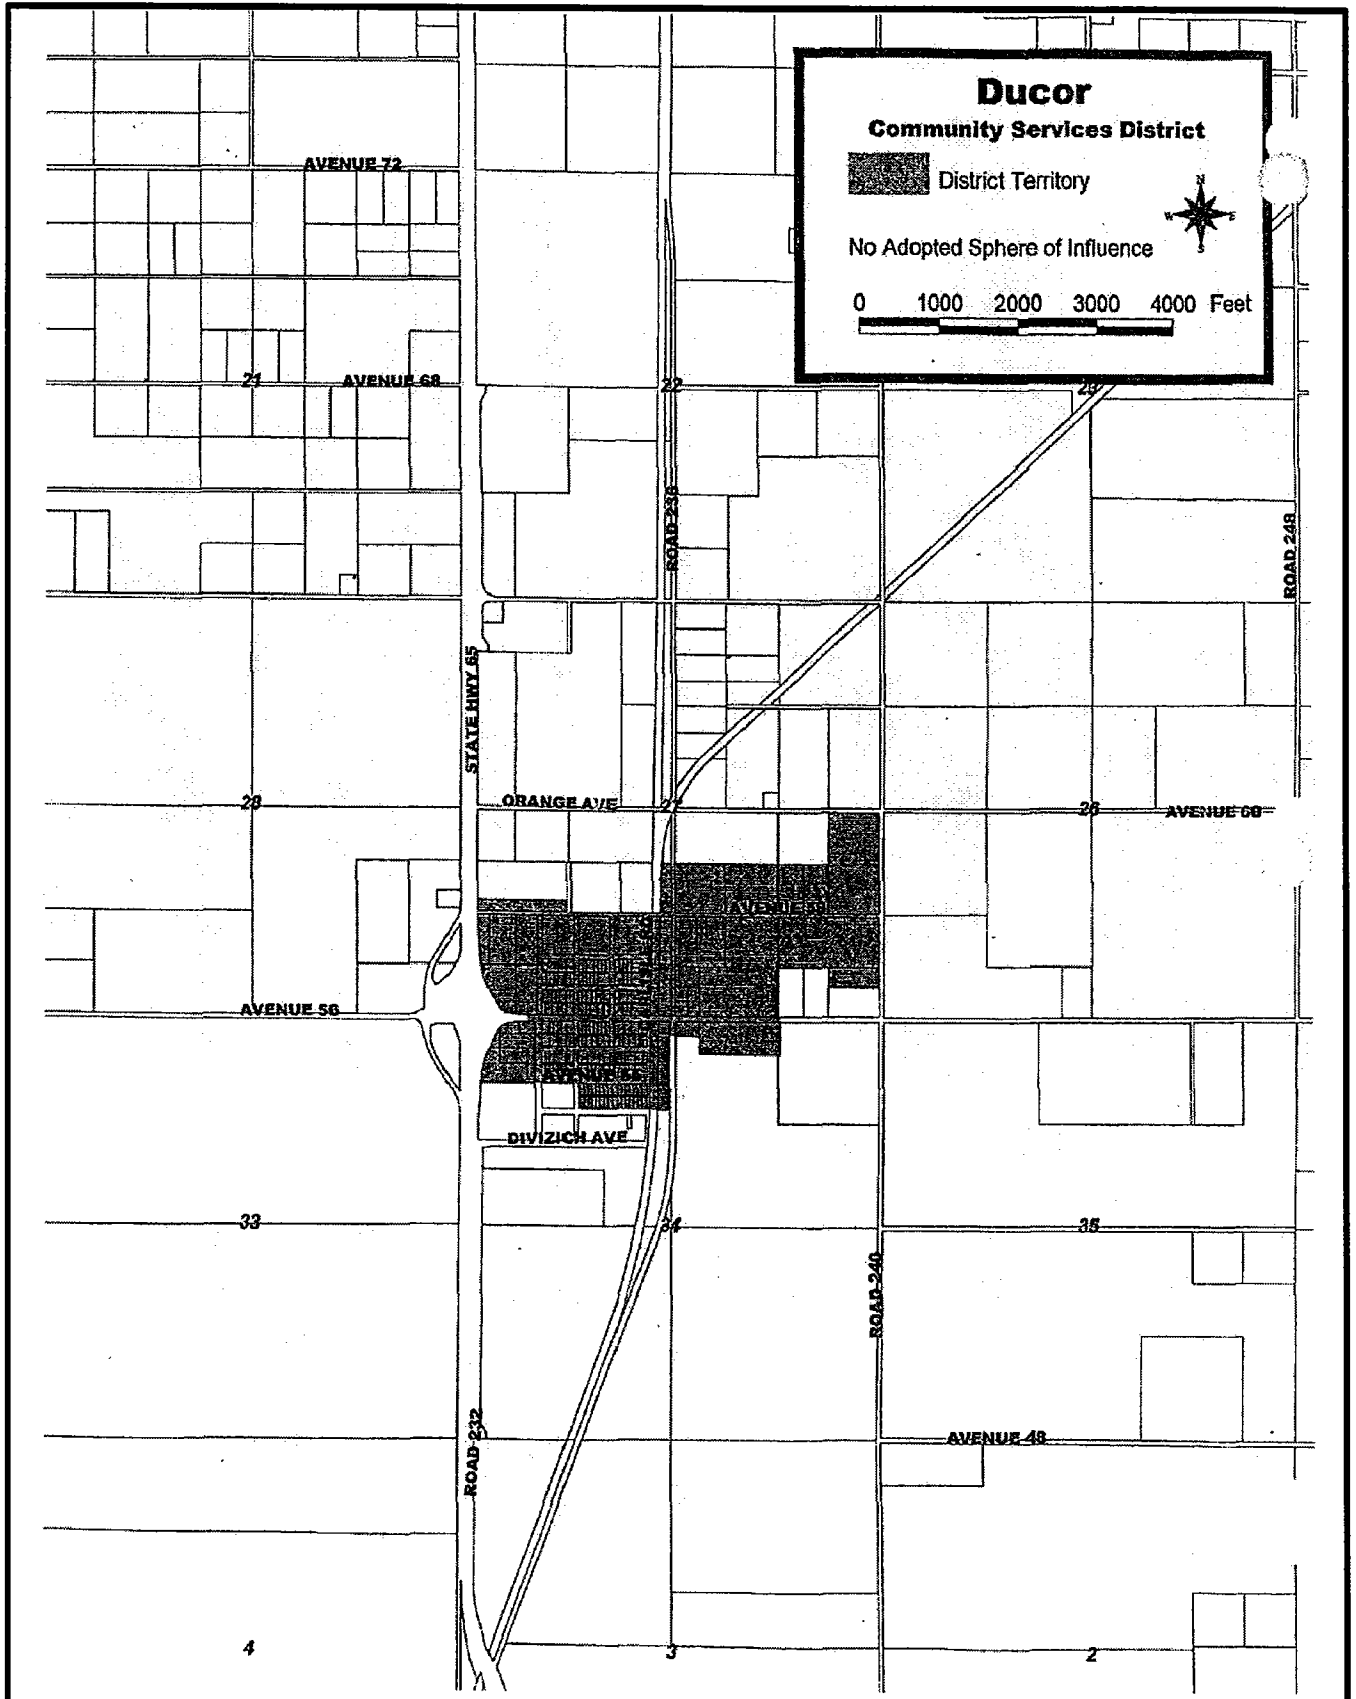 Ducor
Community Services District
District Territory
N
W E
S
No Adopted Sphere of Influence
0 1000 2000 3000 4000 Feet
AVENUE 72
21
AVENUE 68
22
23
ROAD 236
ROAD 248
STATE HWY 65
28
ORANGE AVE
27
26
AVENUE 60
AVENUE 56
DIVIZICH AVE
33
34
35
ROAD 240
ROAD 232
AVENUE 48
4
3
2